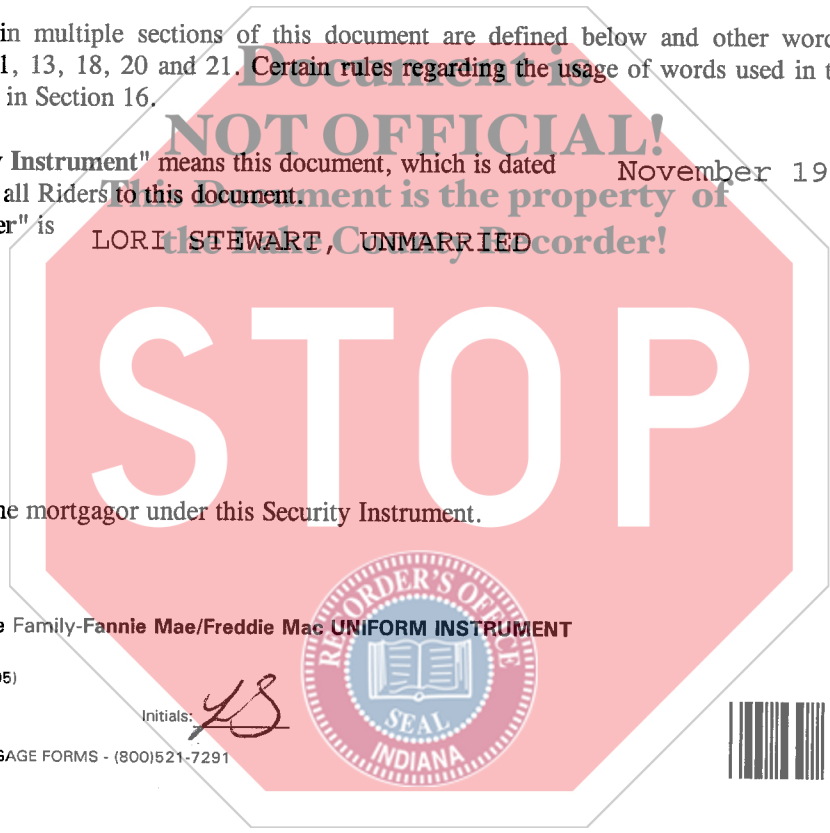 in multiple sections of this document are defined below and other
1, 13, 18, 20 and 21. Certain rules regarding the usage of words used in
in Section 16.
Document is
NOT OFFICIAL!
This Document is the property of
the Lake County Recorder!
Instrument" means this document, which is dated November 19
all Riders to this document.
er" is
LORI STEWART, UNMARRIED
STOP
he mortgagor under this Security Instrument.
RECORDER'S OFFICE
SEAL
INDIANA
Family-Fannie Mae/Freddie Mac UNIFORM INSTRUMENT
05)
Initials: LS
GAGE FORMS - (800)521-7291